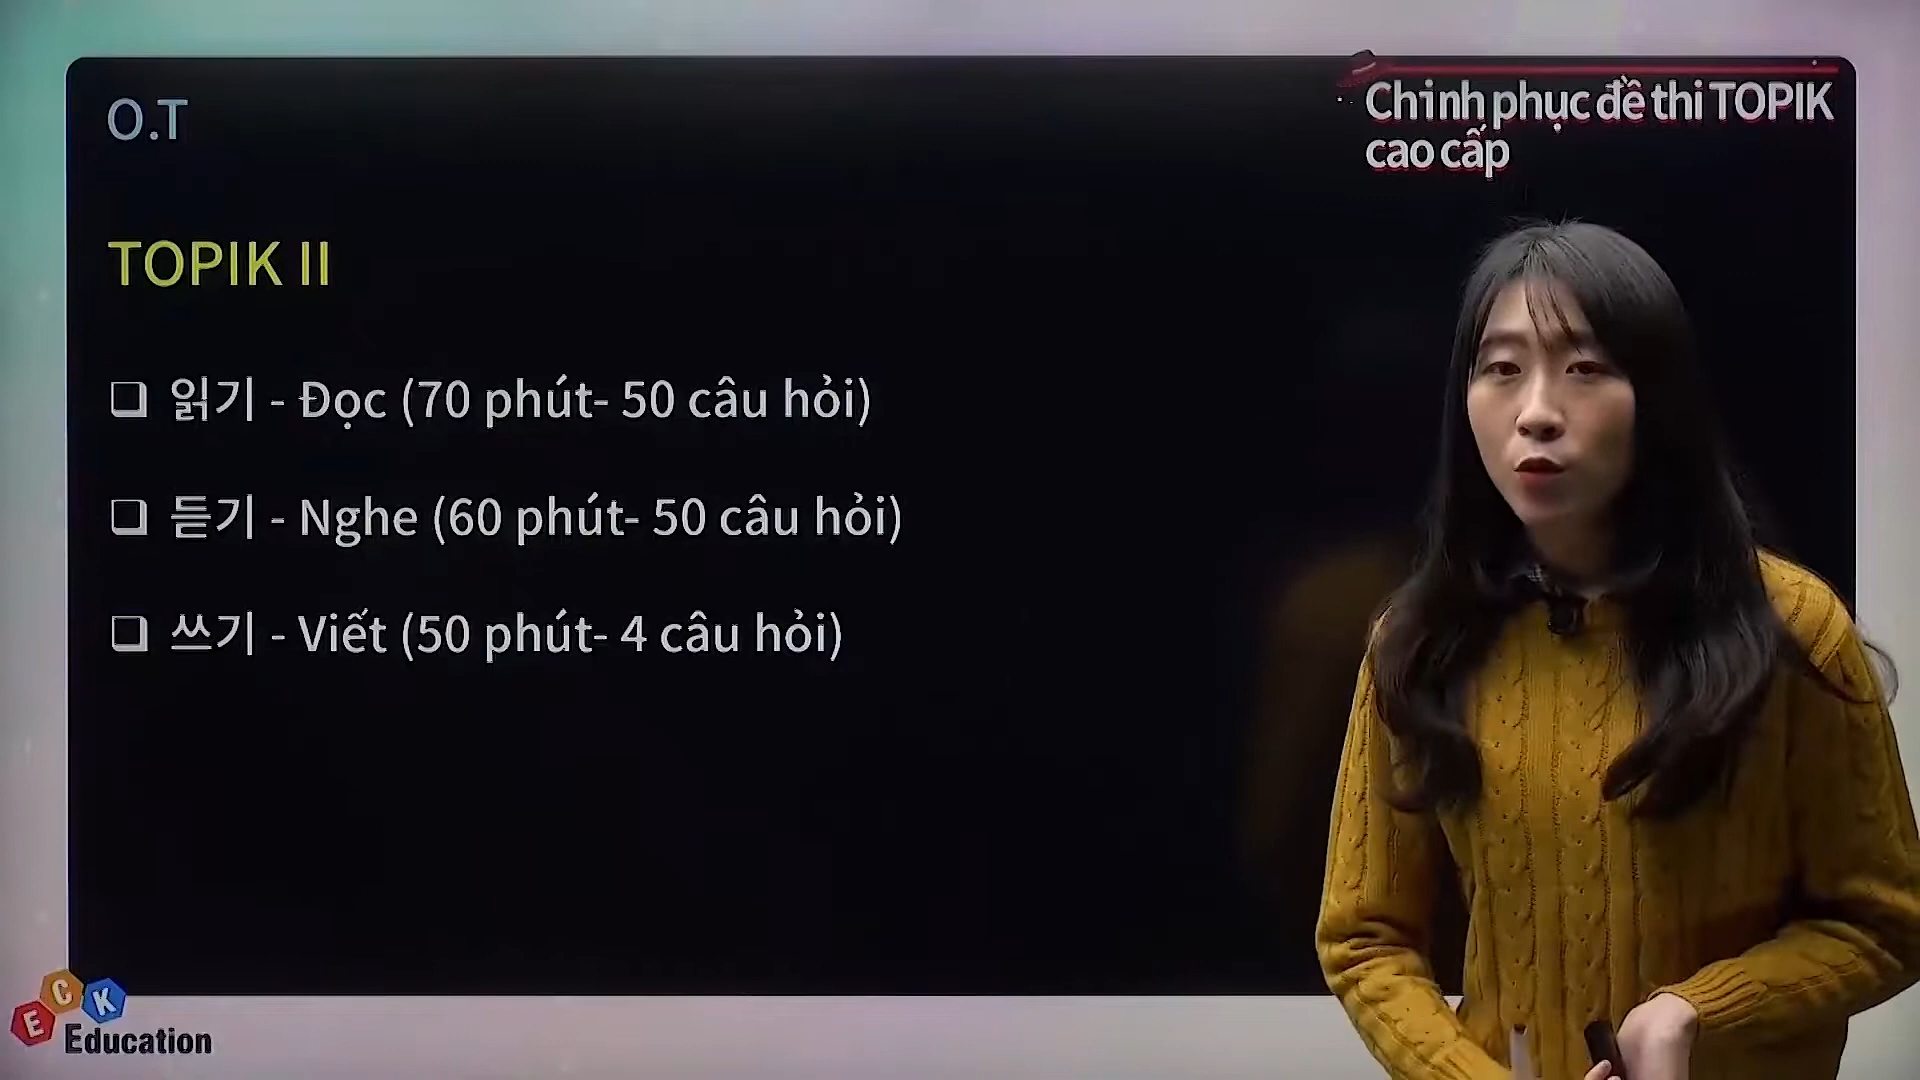 O.T
Chinh phục đề thi TOPIK
cao cấp
TOPIK II
❑ 읽기 - Đọc (70 phút- 50 câu hỏi)
❑ 듣기 - Nghe (60 phút- 50 câu hỏi)
❑ 쓰기 - Viết (50 phút- 4 câu hỏi)
ECK
Education